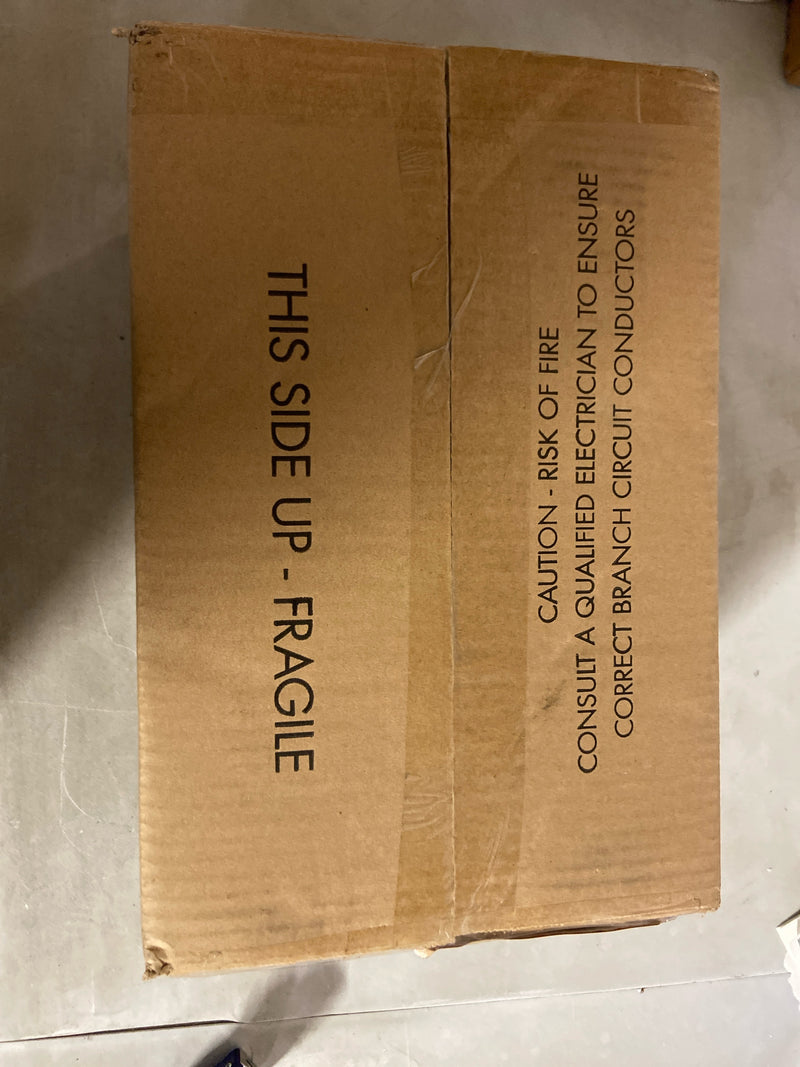 THIS SIDE UP - FRAGILE
CAUTION - RISK OF FIRE
CONSULT A QUALIFIED ELECTRICIAN TO ENSURE
CORRECT BRANCH CIRCUIT CONDUCTORS